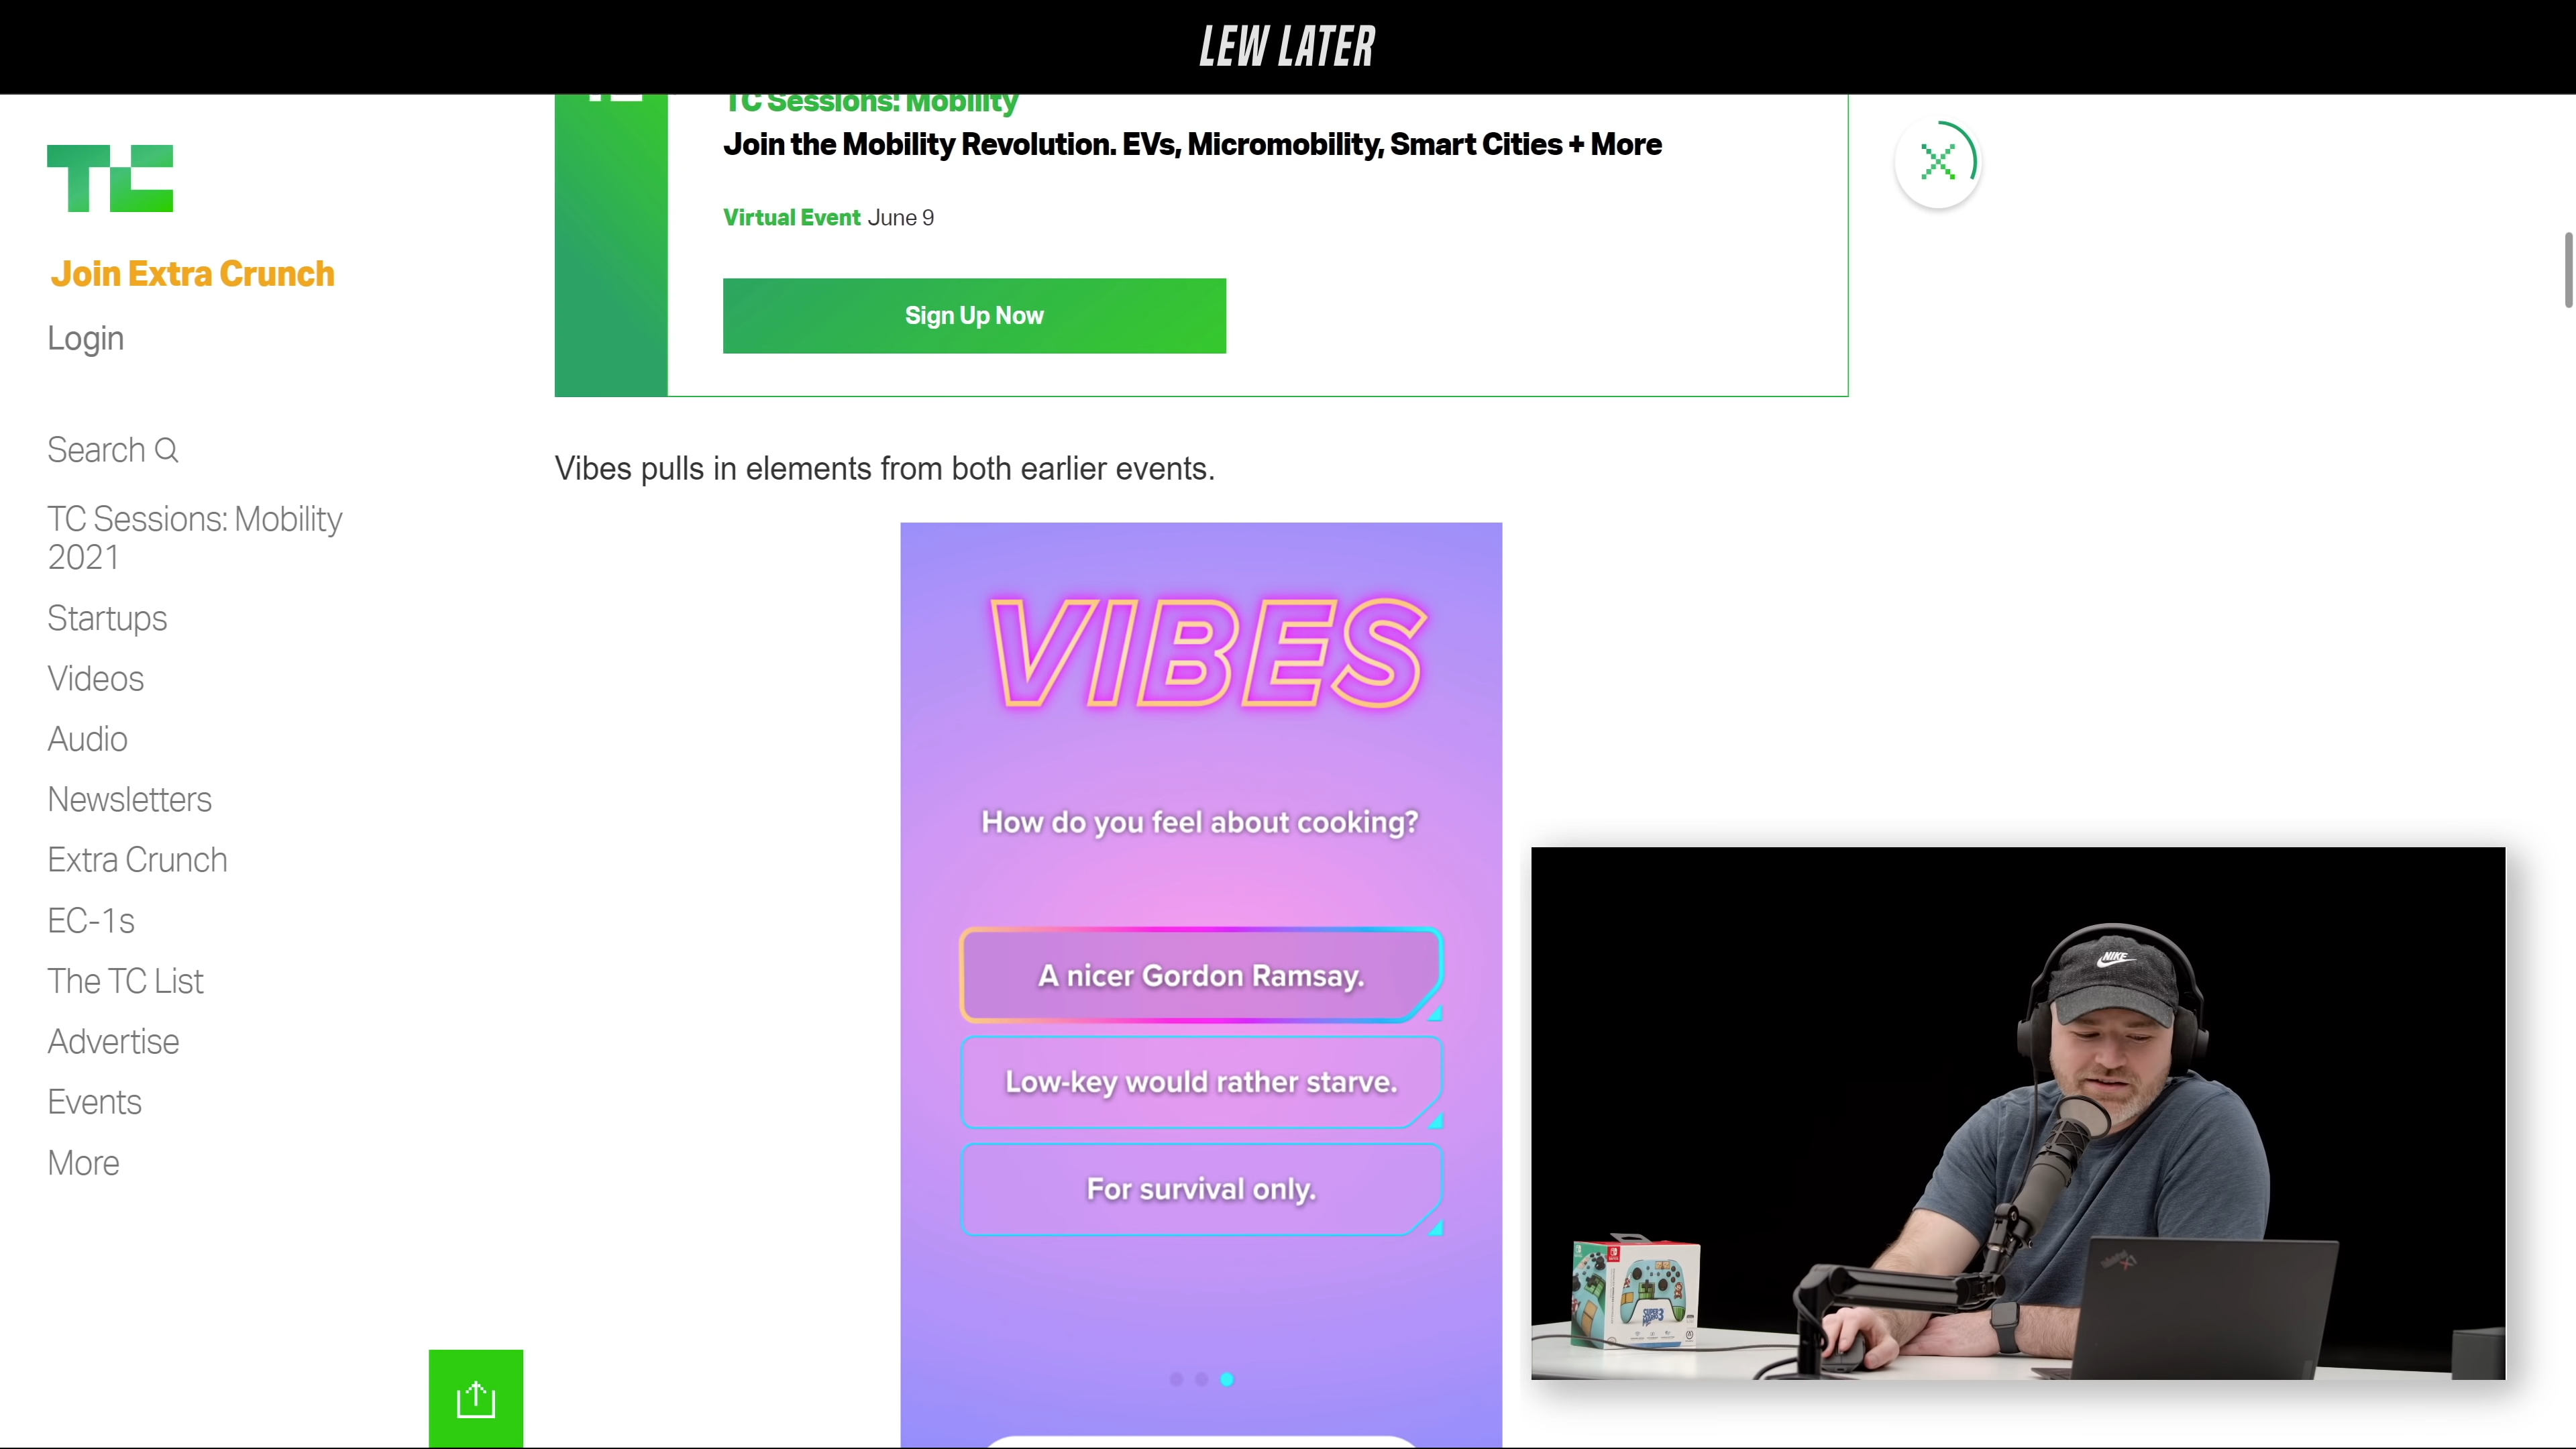 LEW LATER
TC
Join Extra Crunch
Login
Search
TC Sessions: Mobility
2021
Startups
Videos
Audio
Newsletters
Extra Crunch
EC-1s
The TC List
Advertise
Events
More
TC Sessions: Mobility
Join the Mobility Revolution. EVs, Micromobility, Smart Cities + More
Virtual Event June 9
Sign Up Now
Vibes pulls in elements from both earlier events.
VIBES
How do you feel about cooking?
A nicer Gordon Ramsay.
Low-key would rather starve.
For survival only.
NIKE
SUPER
MARIO
3